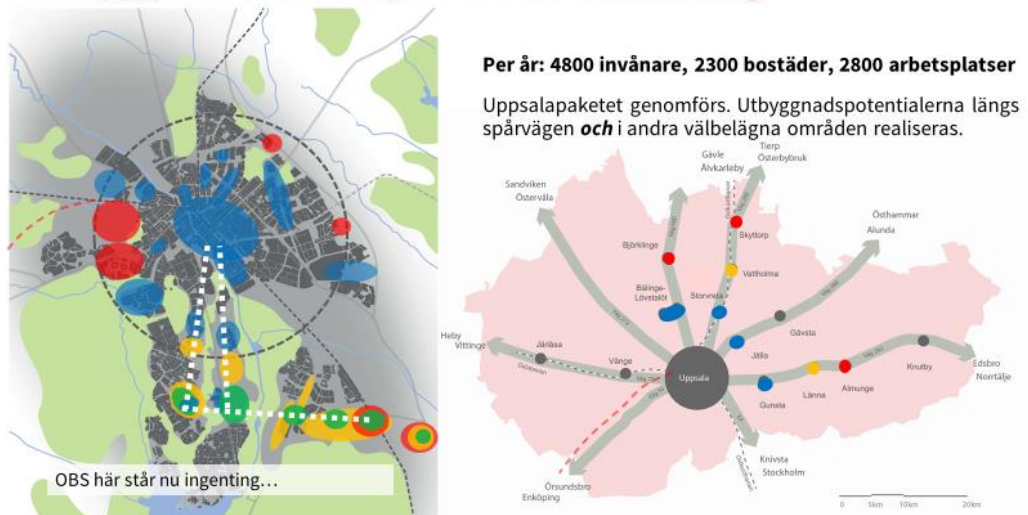 Per år: 4800 invånare, 2300 bostäder, 2800 arbetsplatser
Uppsalapaketet genomförs. Utbyggnadspotentialerna längs
spårvägen och i andra välbelägna områden realiseras.
Tierp
Gävle Österbybruk
Älvkarleby
Sandviken
Östervåla
Östhammar
Alunda
Björklinge
Skyttorp
Vattholma
Bälinge-
Lövstalöt
Storvreta
Gåvsta
Heby
Vittinge
Järlåsa
Vänge
Jälla
Uppsala
Gunsta
Länna
Almunge
Knutby
Edsbro
Norrtälje
Knivsta
Stockholm
Örsundsbro
Enköping
OBS här står nu ingenting…
0 5km 10km 20km